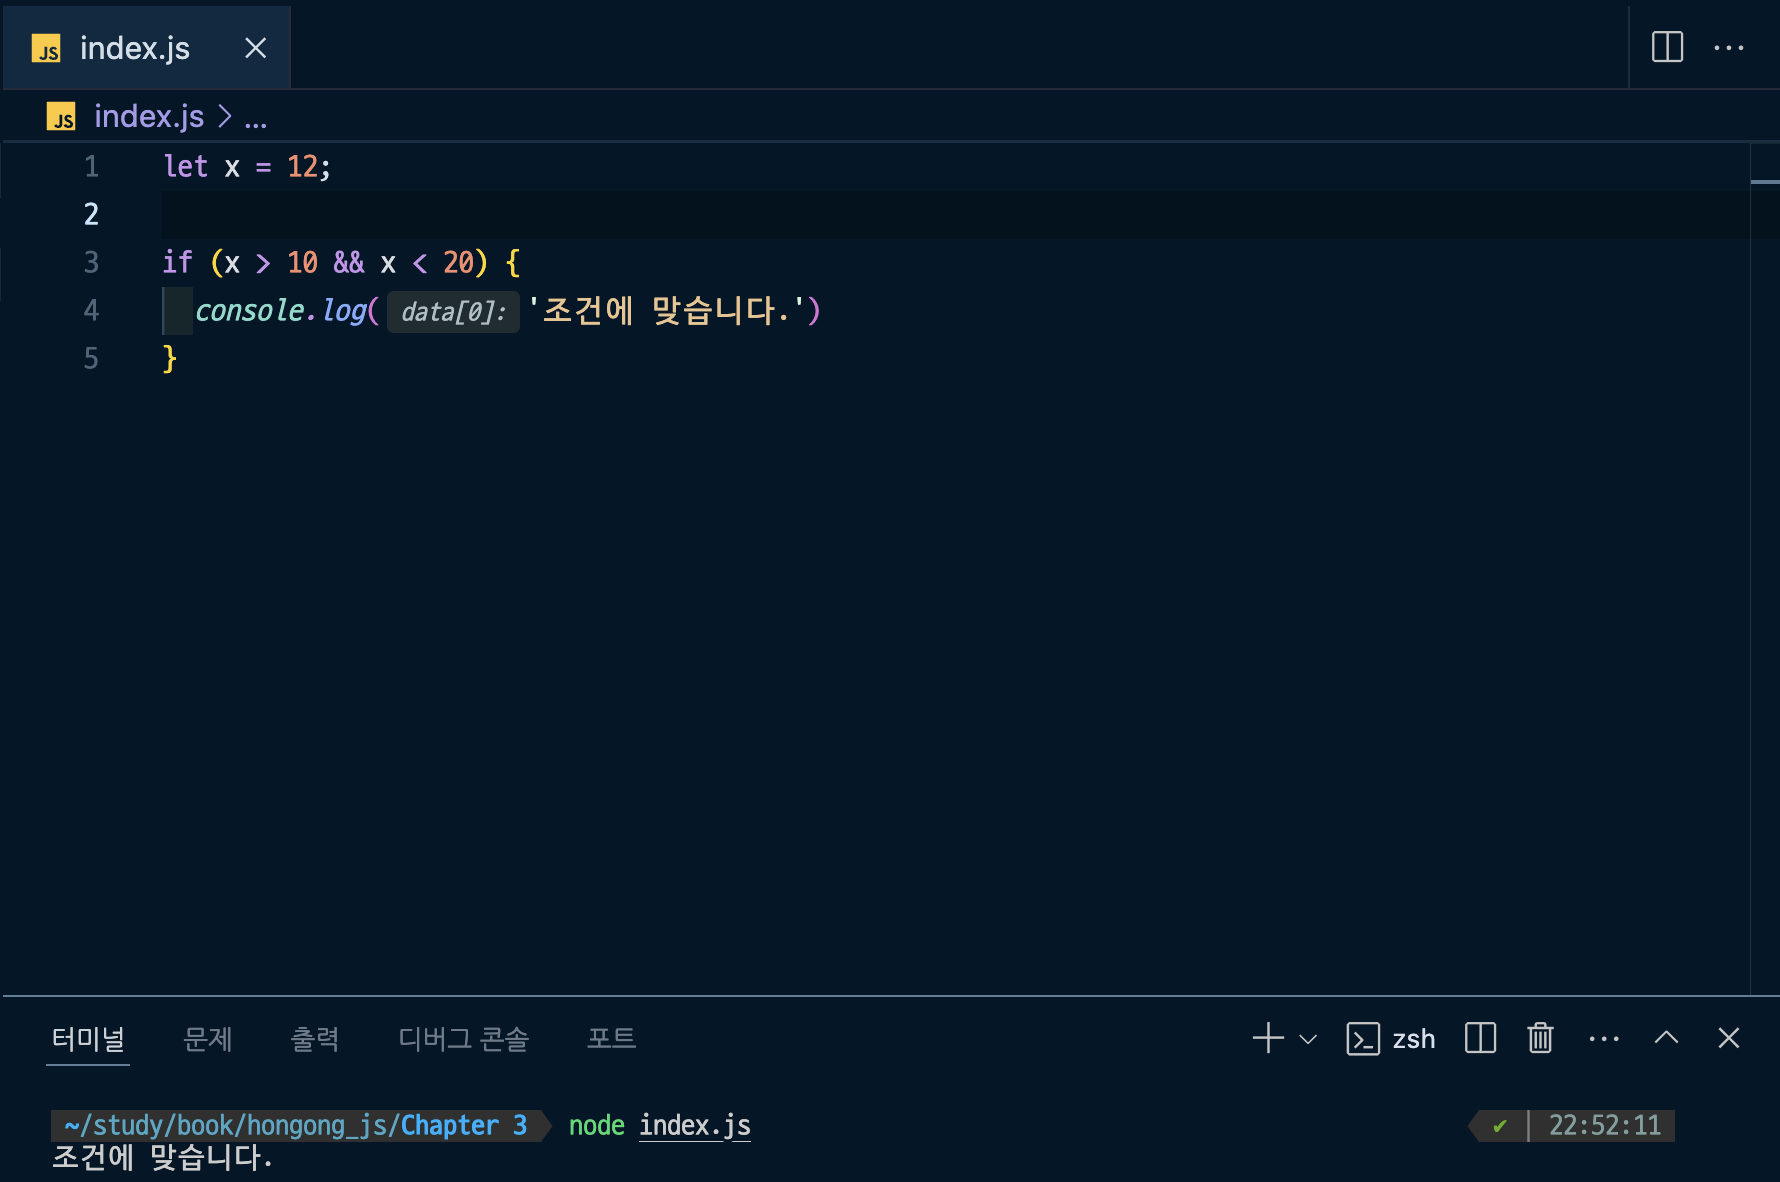 JS index.js
JS index.js > ...
1 let x = 12;
2
3 if (x > 10 && x < 20) {
4 console.log( data[0]: '조건에 맞습니다.')
5 }
터미널 문제 출력 디버그 콘솔 포트 zsh
~/study/book/hongong_js/Chapter 3 node index.js ✔ | 22:52:11
조건에 맞습니다.